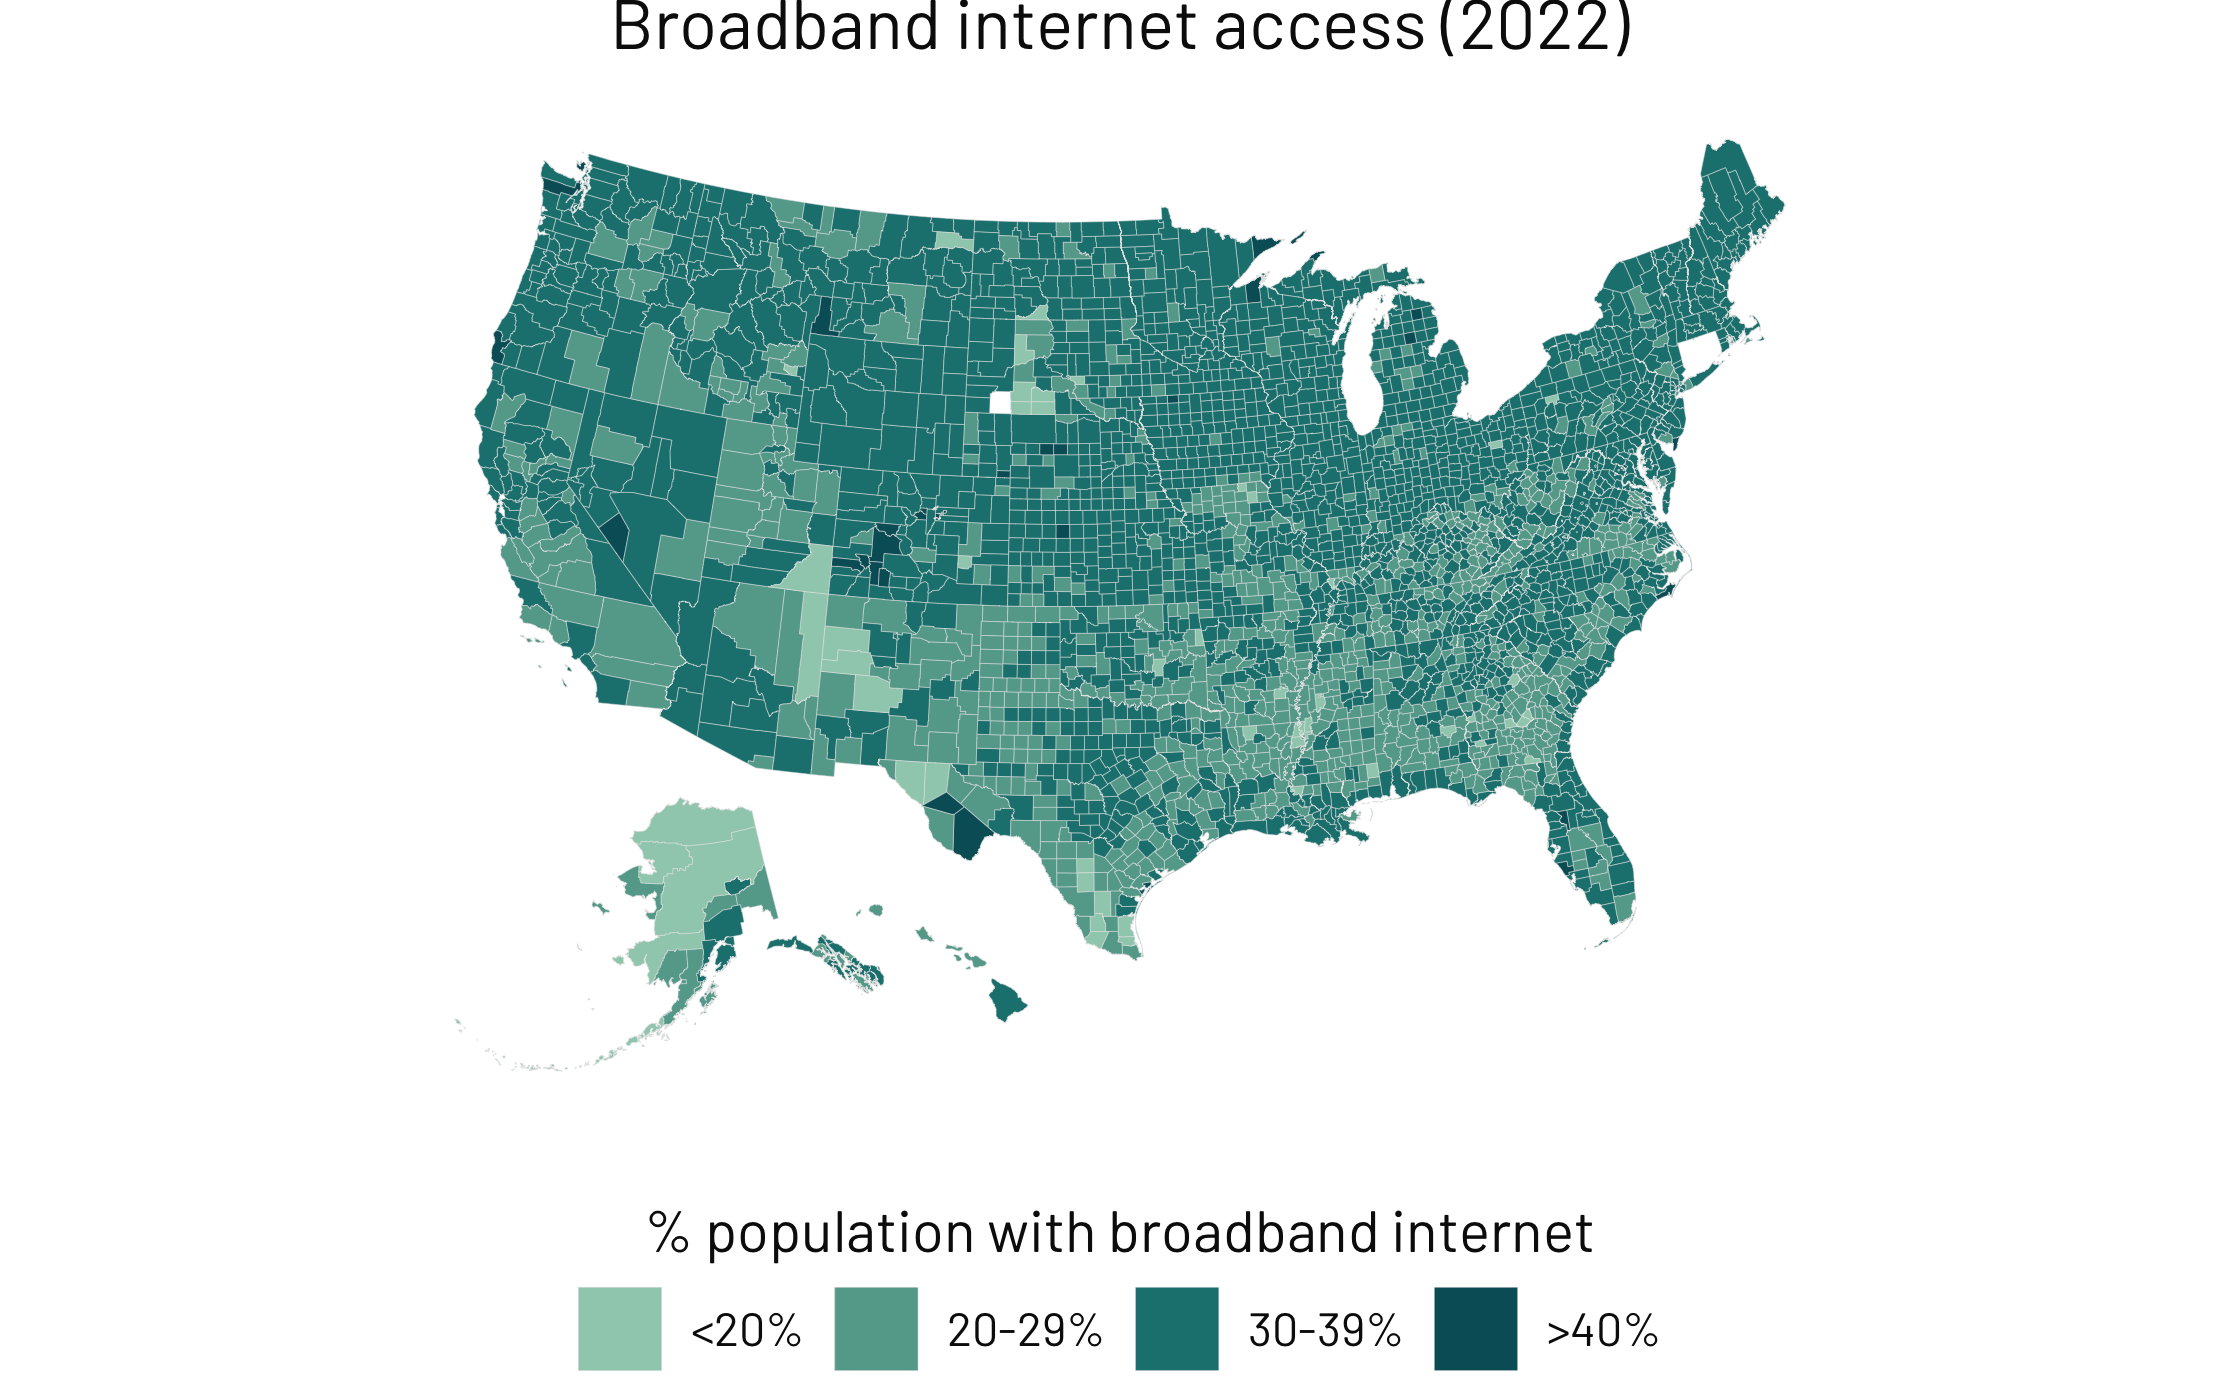 Broadband internet access (2022)
% population with broadband internet
<20% 20-29% 30-39% >40%